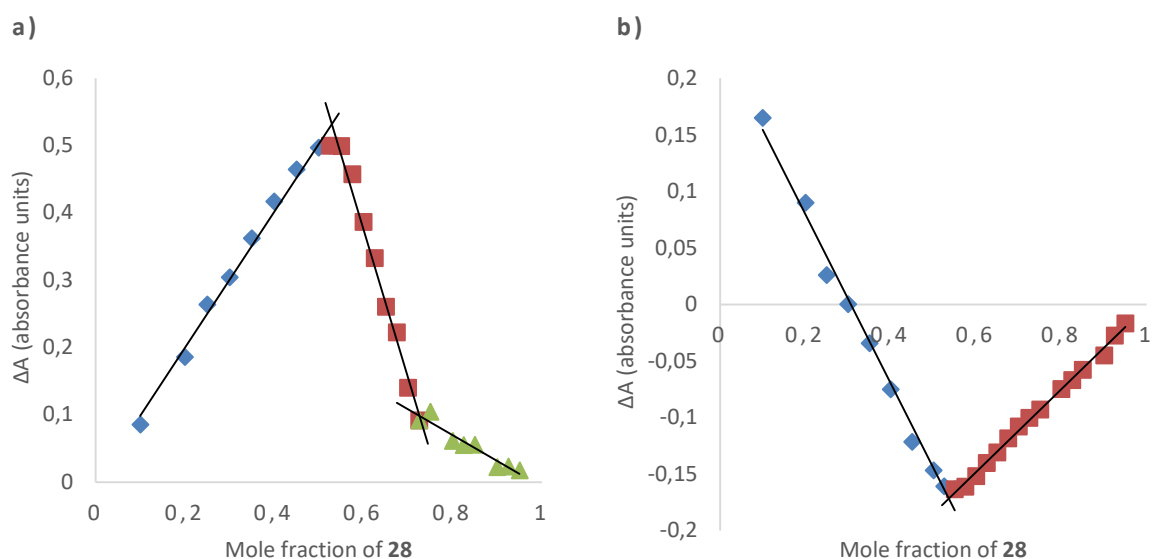 a)
0,6
0,5
0,4
0,3
0,2
0,1
0
0 0,2 0,4 0,6 0,8 1
ΔA (absorbance units)
Mole fraction of 28
b)
0,2
0,15
0,1
0,05
0
-0,05
-0,1
-0,15
-0,2
0 0,2 0,4 0,6 0,8 1
ΔA (absorbance units)
Mole fraction of 28